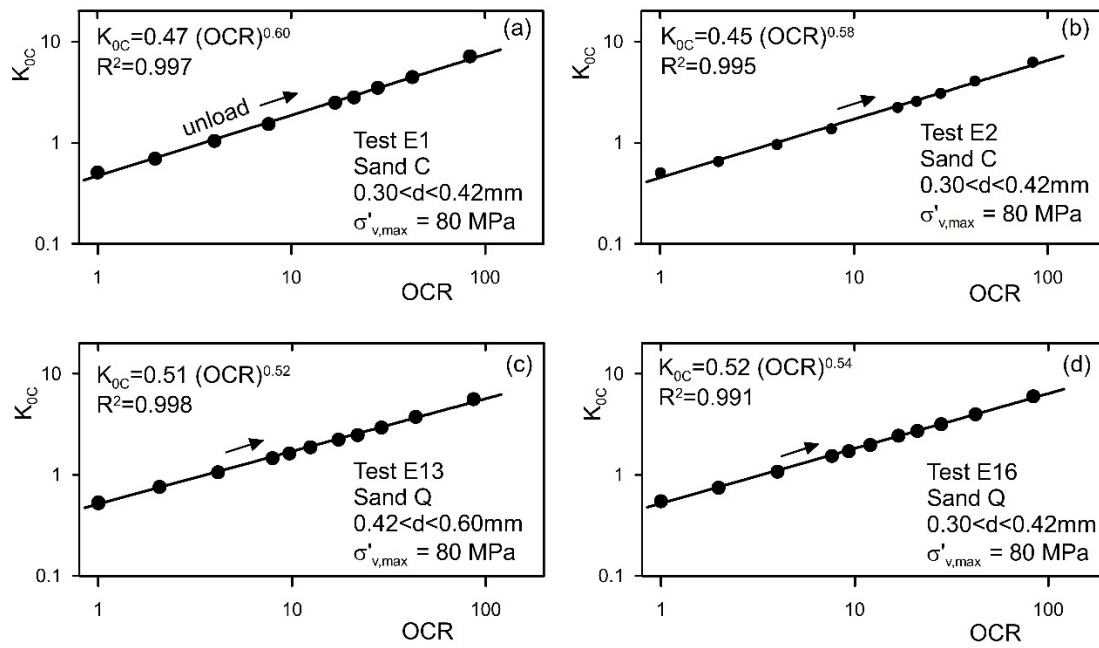 (a)
K₀C=0.47 (OCR)⁰·⁶⁰
R²=0.997
unload
Test E1
Sand C
0.30<d<0.42mm
σ'v,max = 80 MPa
K₀C
10
1
0.1
1
10
100
OCR
(b)
K₀C=0.45 (OCR)⁰·⁵⁸
R²=0.995
Test E2
Sand C
0.30<d<0.42mm
σ'v,max = 80 MPa
K₀C
10
1
0.1
1
10
100
OCR
(c)
K₀C=0.51 (OCR)⁰·⁵²
R²=0.998
Test E13
Sand Q
0.42<d<0.60mm
σ'v,max = 80 MPa
K₀C
10
1
0.1
1
10
100
OCR
(d)
K₀C=0.52 (OCR)⁰·⁵⁴
R²=0.991
Test E16
Sand Q
0.30<d<0.42mm
σ'v,max = 80 MPa
K₀C
10
1
0.1
1
10
100
OCR